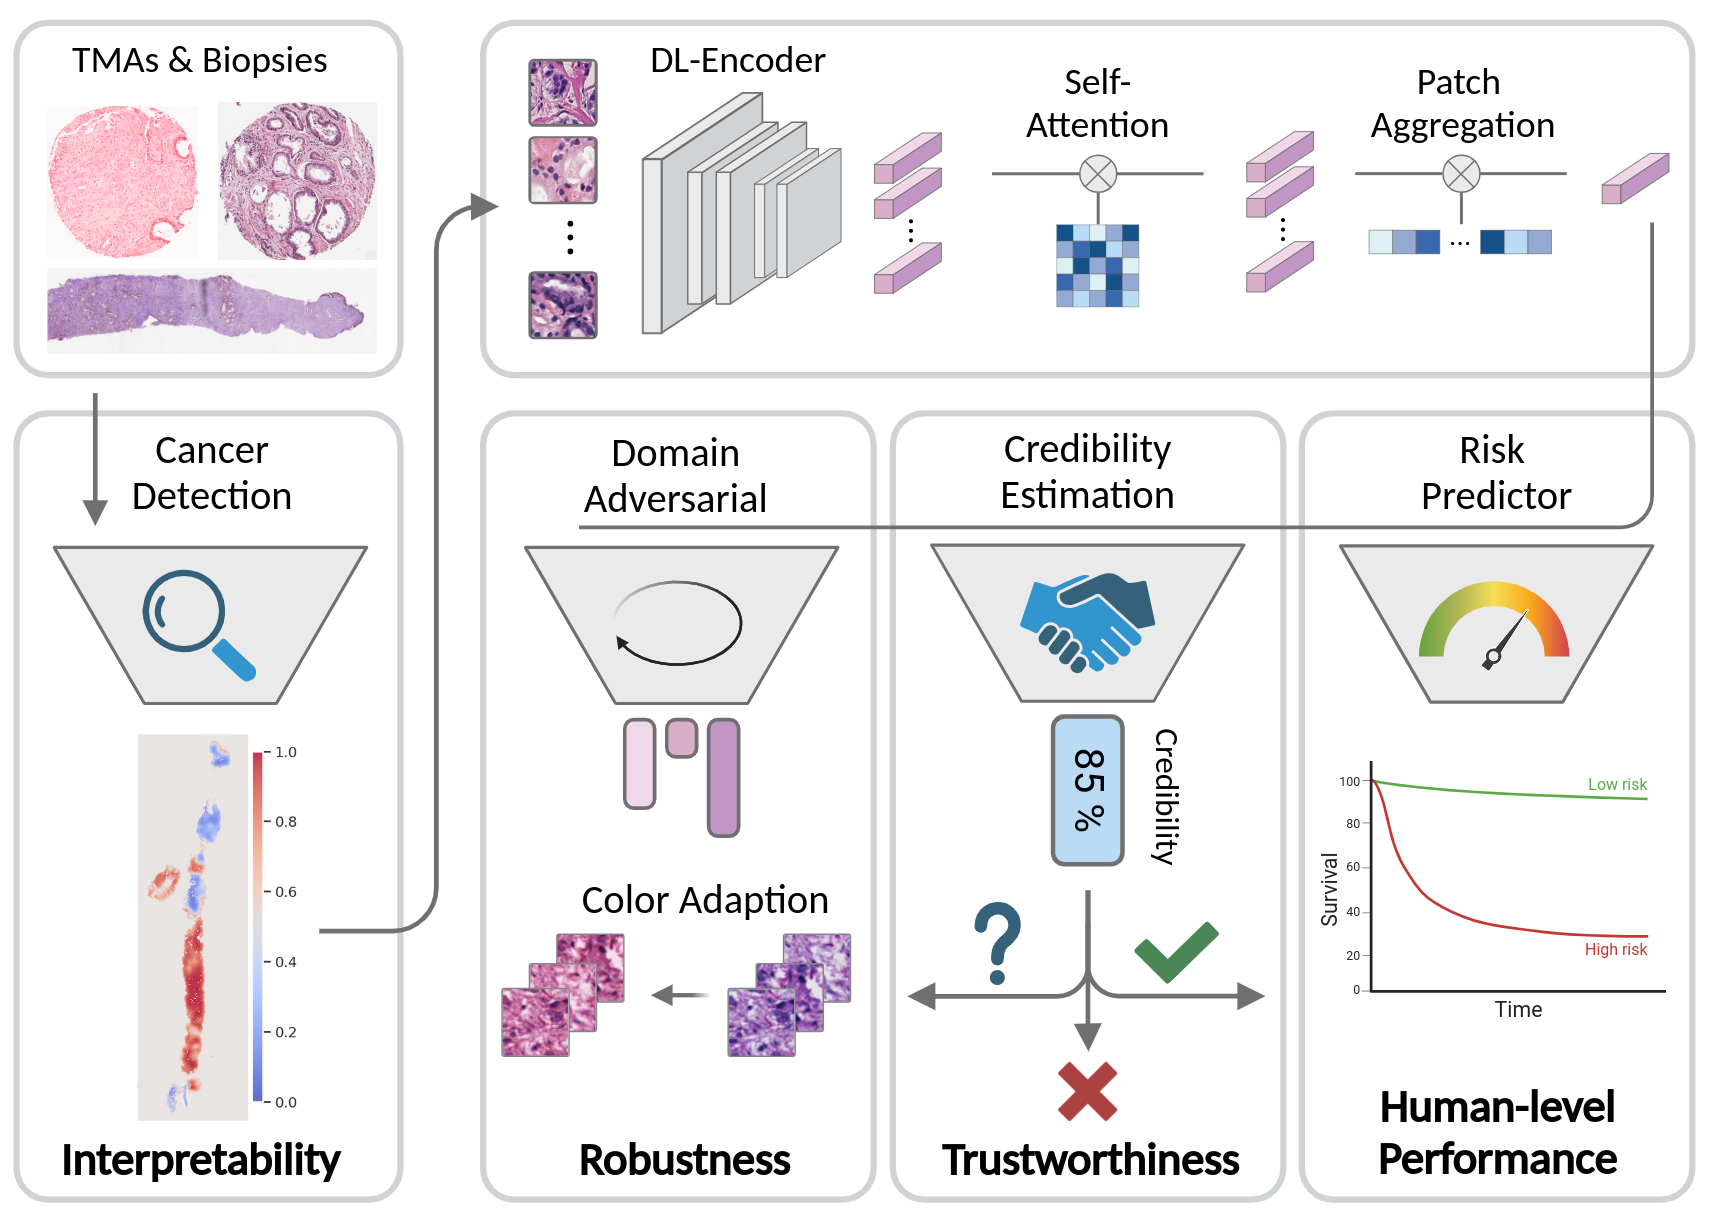 TMAs & Biopsies
DL-Encoder
Self-
Attention
Patch
Aggregation
Cancer
Detection
1.0
0.8
0.6
0.4
0.2
0.0
Interpretability
Domain
Adversarial
Color Adaption
Robustness
Credibility
Estimation
85 %
Credibility
?
Trustworthiness
Risk
Predictor
100
80
60
40
20
0
Survival
Low risk
High risk
Time
Human-level
Performance